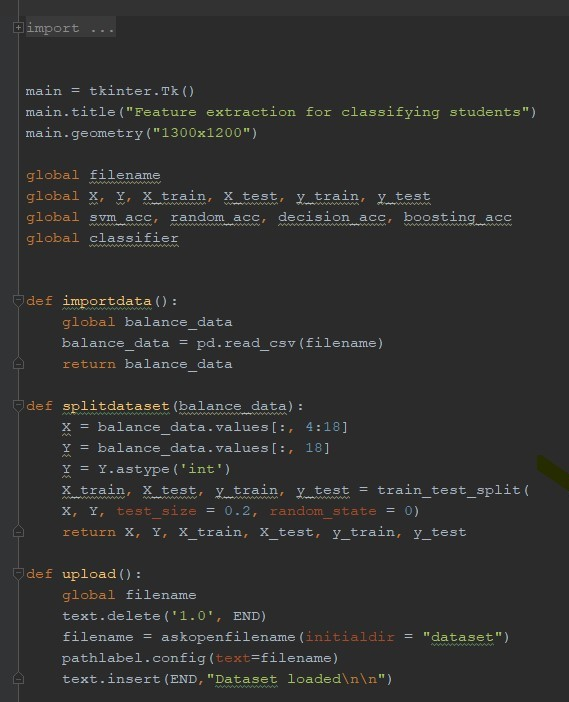 import ...
main = tkinter.Tk()
main.title("Feature extraction for classifying students")
main.geometry("1300x1200")
global filename
global X, Y, X_train, X_test, y_train, y_test
global svm_acc, random_acc, decision_acc, boosting_acc
global classifier
def importdata():
    global balance_data
    balance_data = pd.read_csv(filename)
    return balance_data
def splitdataset(balance_data):
    X = balance_data.values[:, 4:18]
    Y = balance_data.values[:, 18]
    Y = Y.astype('int')
    X_train, X_test, y_train, y_test = train_test_split(
    X, Y, test_size = 0.2, random_state = 0)
    return X, Y, X_train, X_test, y_train, y_test
def upload():
    global filename
    text.delete('1.0', END)
    filename = askopenfilename(initialdir = "dataset")
    pathlabel.config(text=filename)
    text.insert(END,"Dataset loaded\n\n")